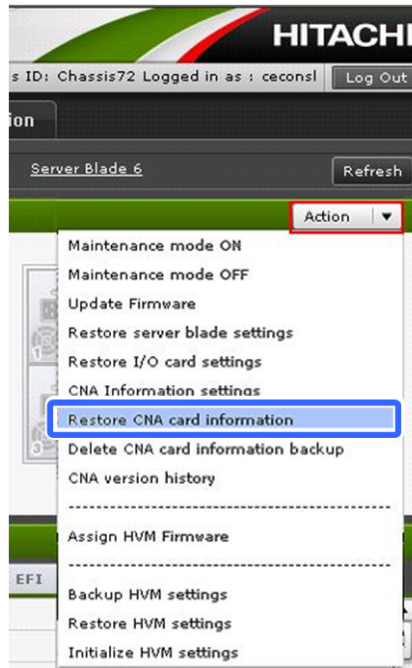 HITACHI
s ID: Chassis72 Logged in as : ceconsl Log Out
ion
Server Blade 6 Refresh
Action
Maintenance mode ON
Maintenance mode OFF
Update Firmware
Restore server blade settings
Restore I/O card settings
CNA Information settings
Restore CNA card information
Delete CNA card information backup
CNA version history
Assign HVM Firmware
Backup HVM settings
Restore HVM settings
Initialize HVM settings
1
3
EFI